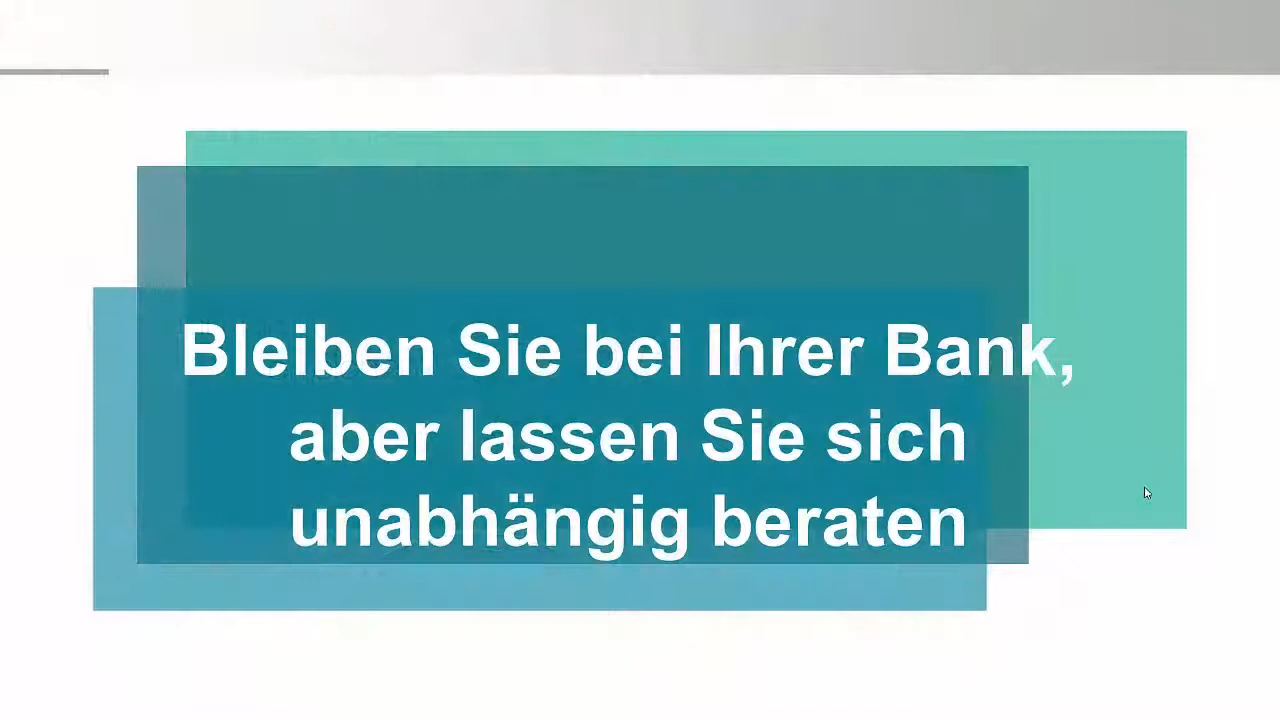 Bleiben Sie bei Ihrer Bank,
aber lassen Sie sich
unabhängig beraten